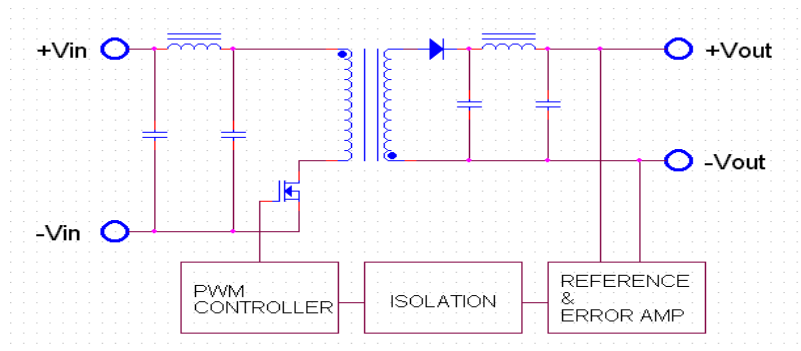 +Vin
+Vout
-Vout
-Vin
PWM
CONTROLLER
ISOLATION
REFERENCE
&
ERROR AMP